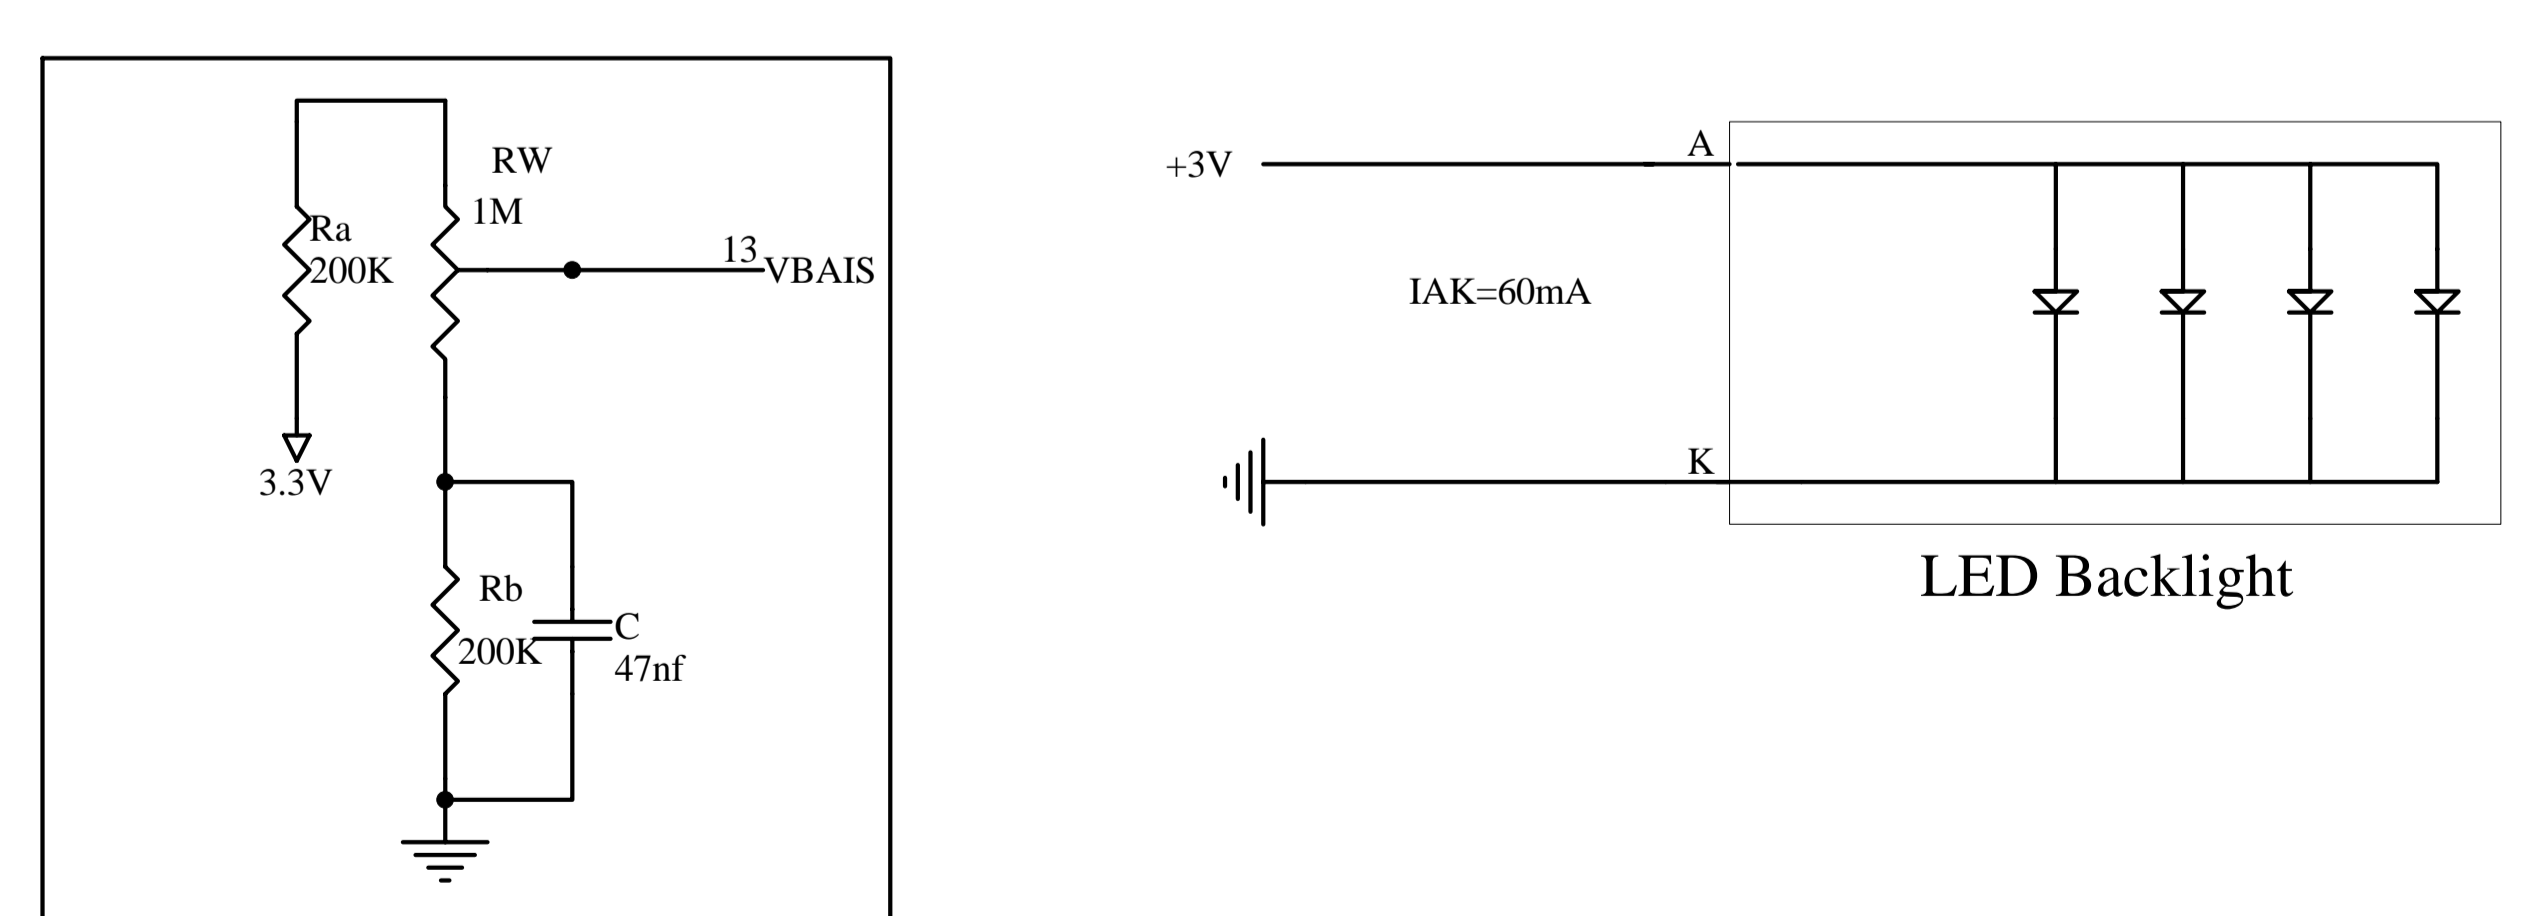 RW
1M
Ra
200K
13
VBAIS
3.3V
Rb
200K
C
47nf
+3V
A
IAK=60mA
K
LED Backlight